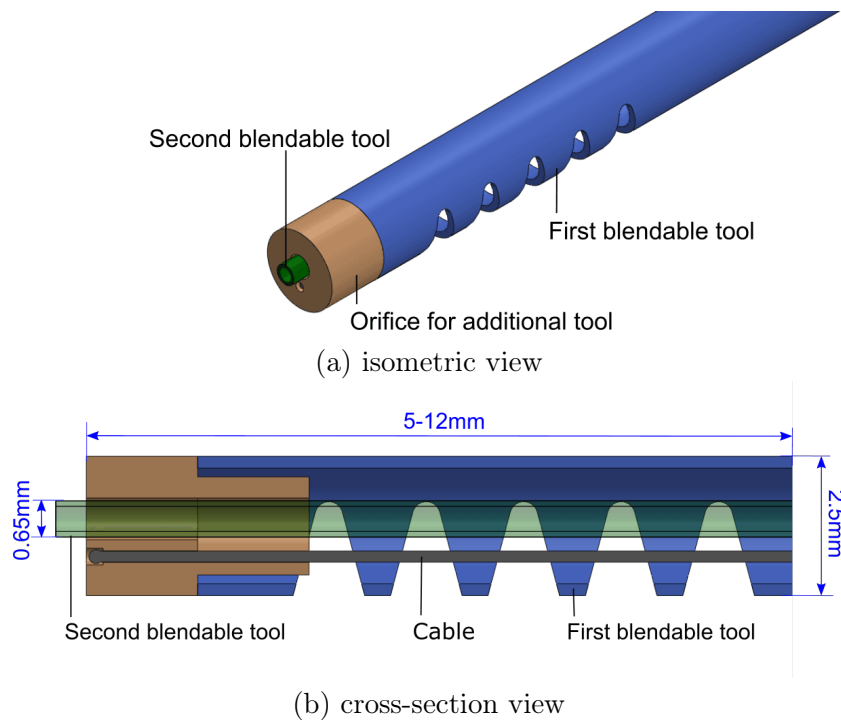 Second blendable tool
First blendable tool
Orifice for additional tool
(a) isometric view
5-12mm
0.65mm
2.5mm
Second blendable tool
Cable
First blendable tool
(b) cross-section view